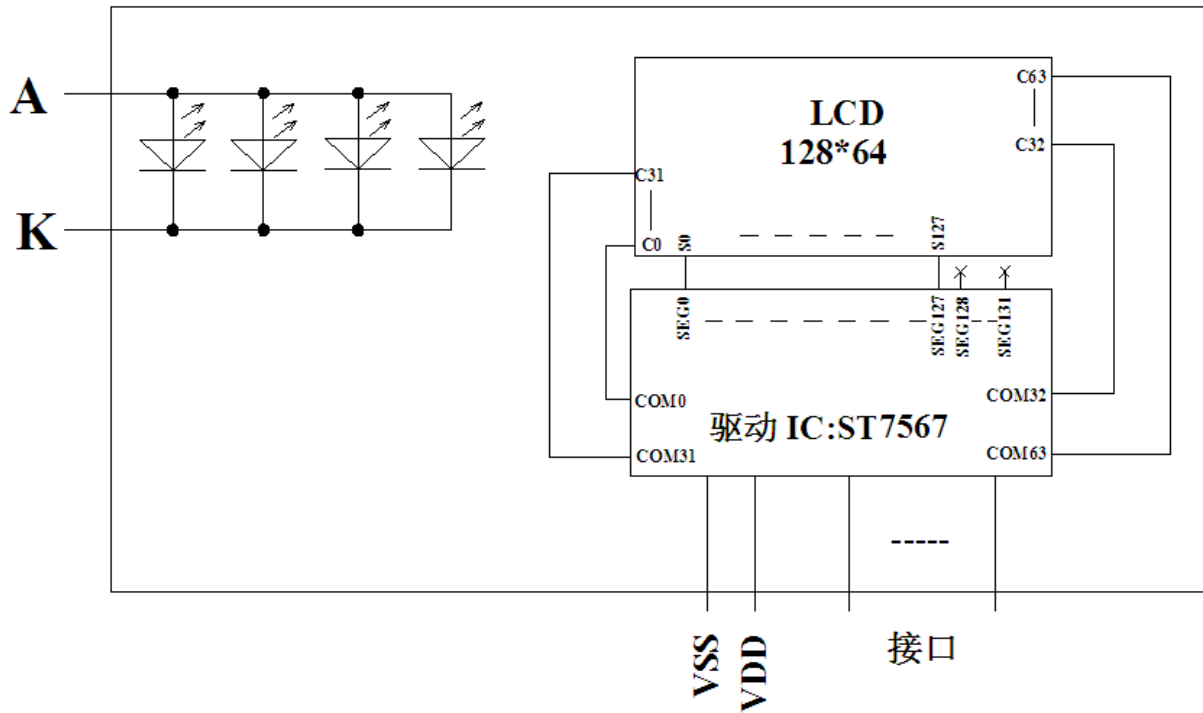 A
K
LCD
128*64
C63
C32
C31
C0
S0
S127
SEG0
SEG127
SEG128
SEG131
COM0
COM31
COM32
COM63
驱动 IC:ST7567
VSS
VDD
接口